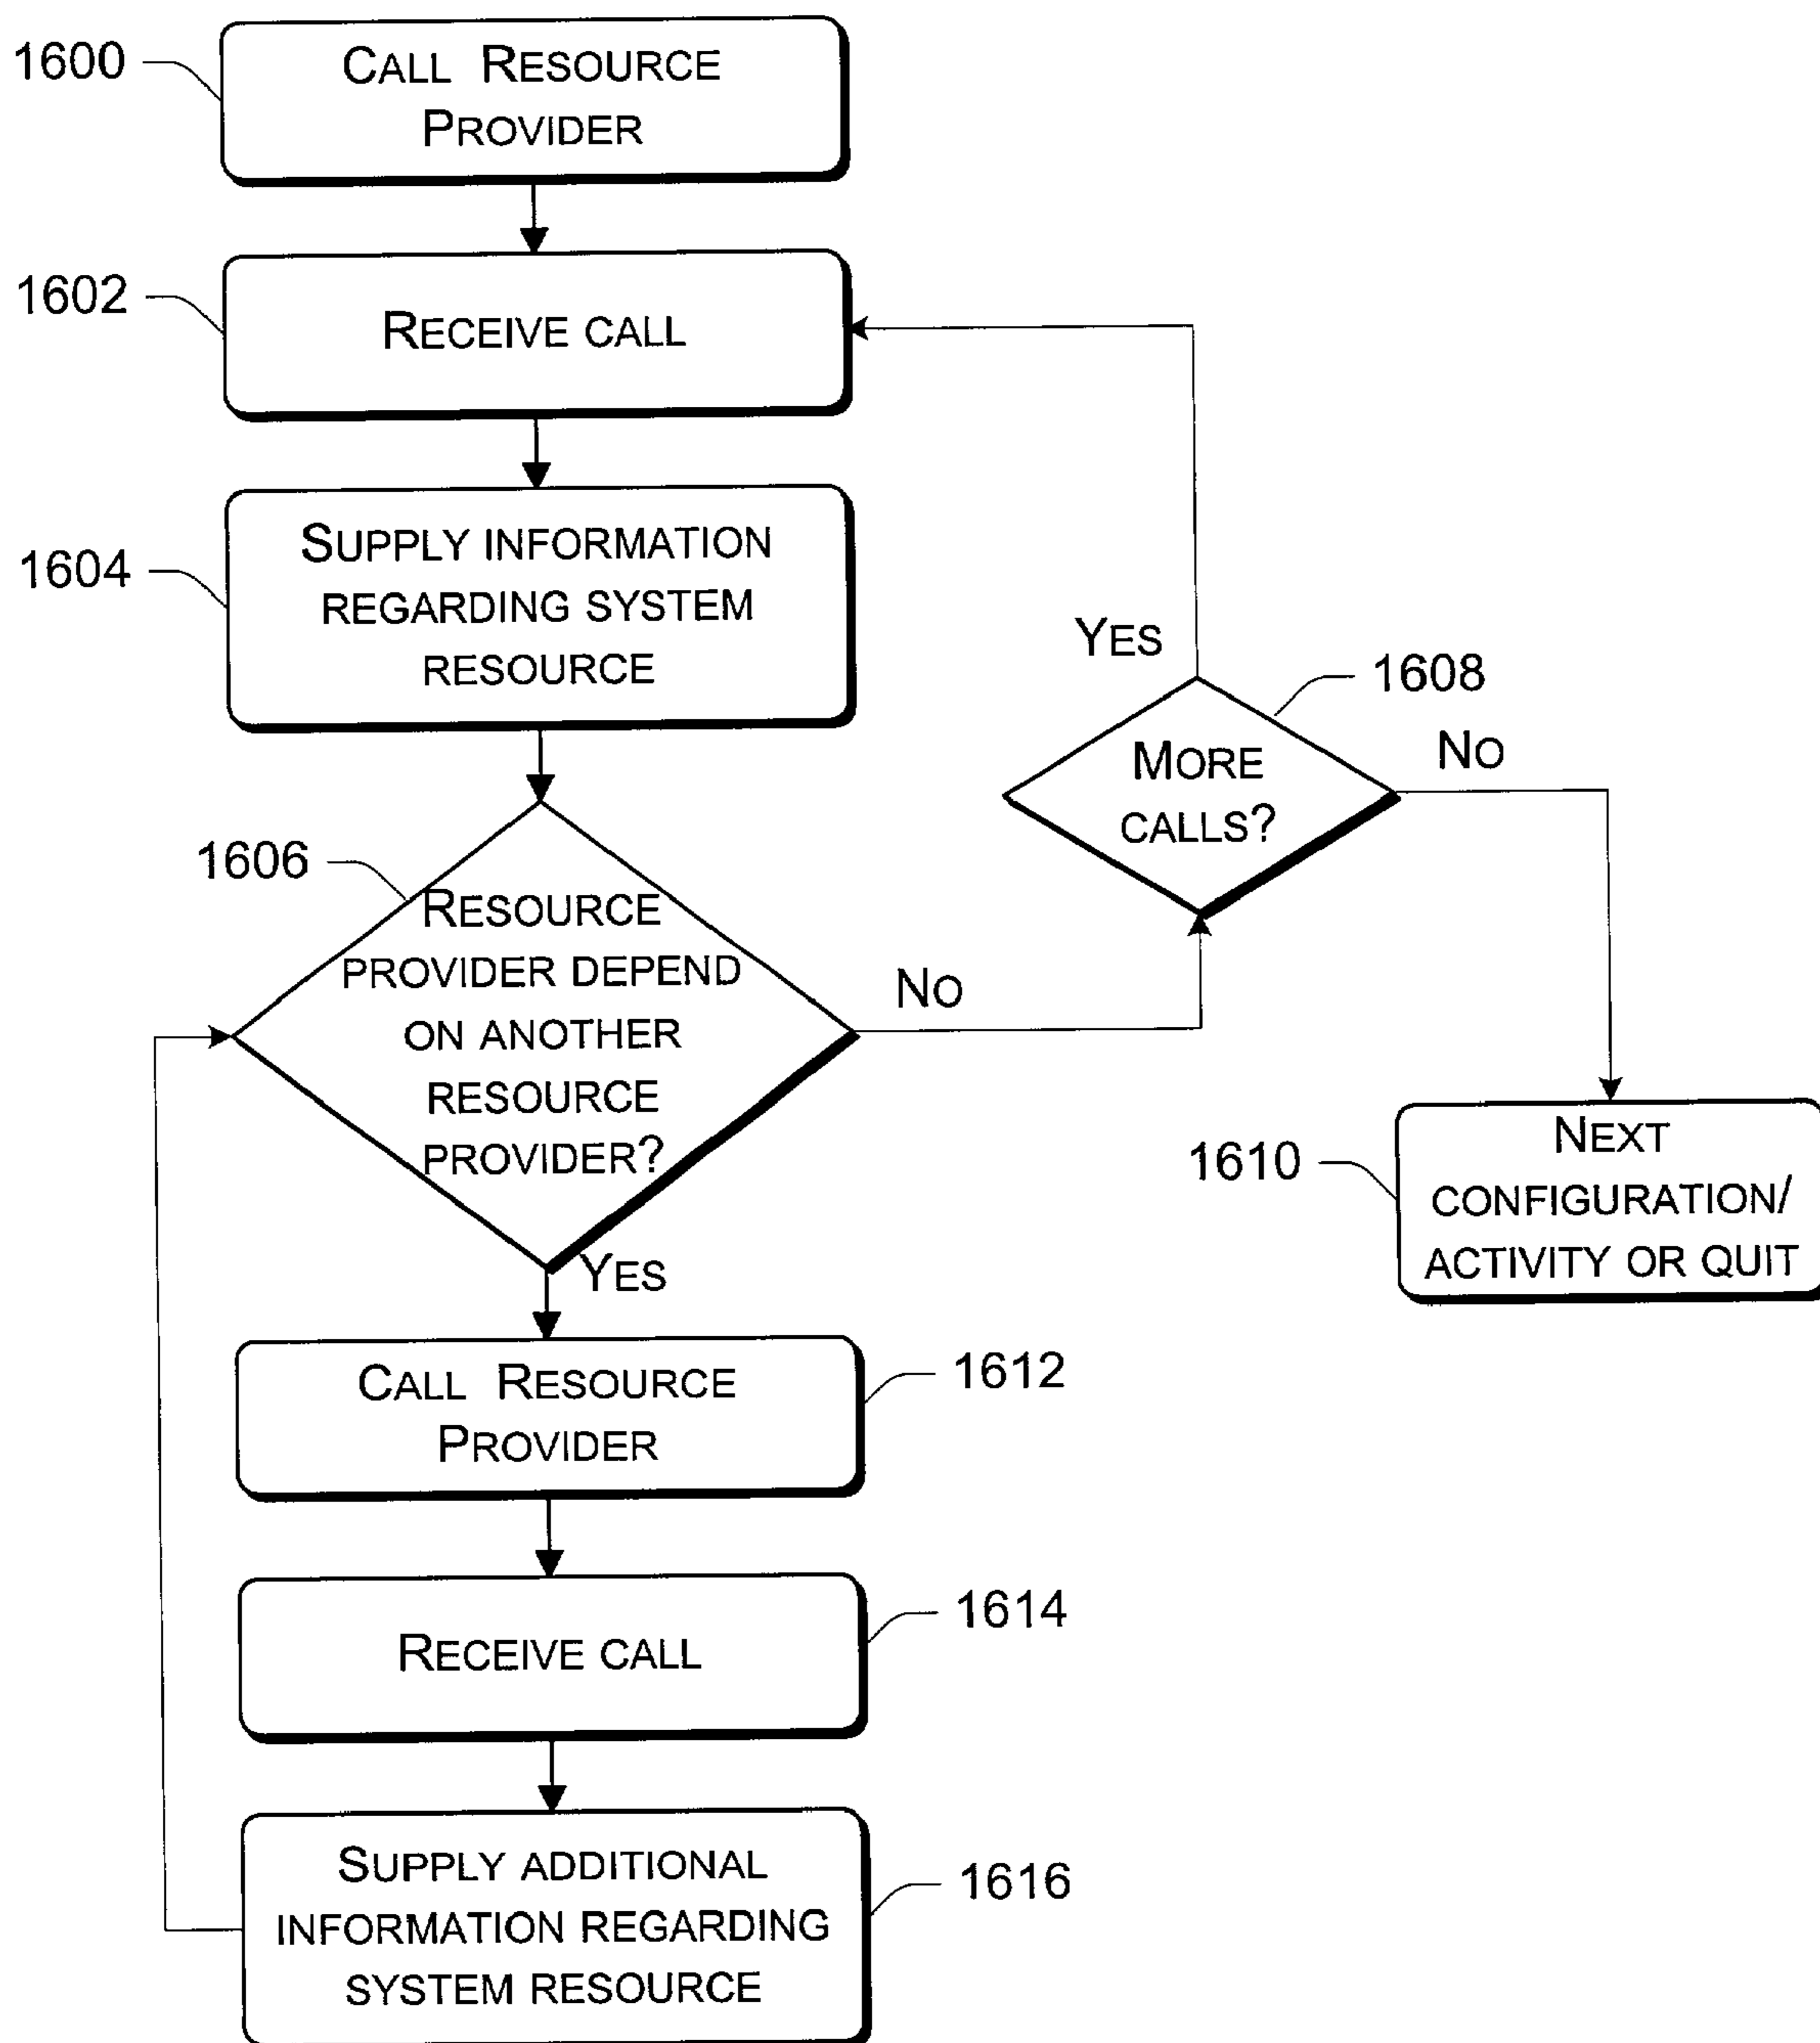 1600
CALL RESOURCE
PROVIDER
1602
RECEIVE CALL
1604
SUPPLY INFORMATION
REGARDING SYSTEM
RESOURCE
YES
1608
MORE
CALLS?
NO
1606
RESOURCE
PROVIDER DEPEND
ON ANOTHER
RESOURCE
PROVIDER?
NO
YES
1610
NEXT
CONFIGURATION/
ACTIVITY OR QUIT
CALL RESOURCE
PROVIDER
1612
RECEIVE CALL
1614
SUPPLY ADDITIONAL
INFORMATION REGARDING
SYSTEM RESOURCE
1616